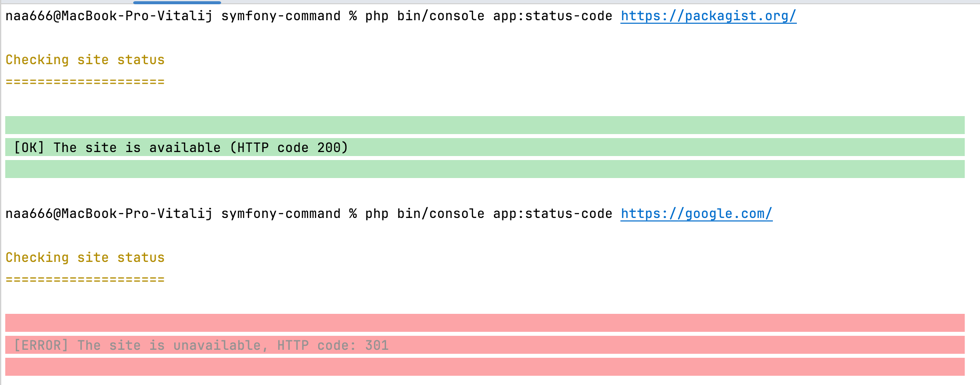 naa666@MacBook-Pro-Vitalij symfony-command % php bin/console app:status-code https://packagist.org/
Checking site status
====================
[OK] The site is available (HTTP code 200)
naa666@MacBook-Pro-Vitalij symfony-command % php bin/console app:status-code https://google.com/
Checking site status
====================
[ERROR] The site is unavailable, HTTP code: 301